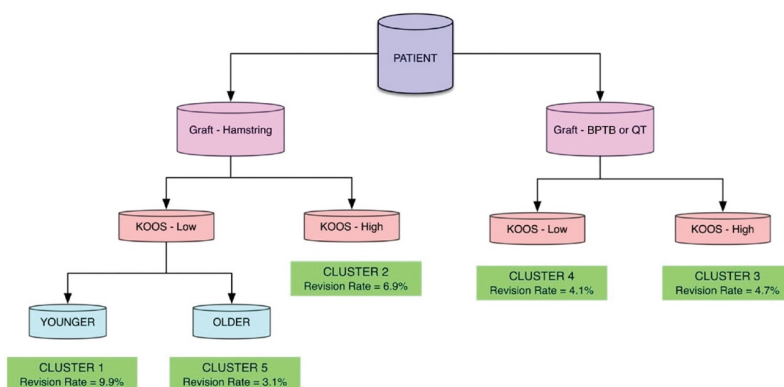 PATIENT
Graft - Hamstring
Graft - BPTB or QT
KOOS - Low
KOOS - High
KOOS - Low
KOOS - High
CLUSTER 2
Revision Rate = 6.9%
CLUSTER 4
Revision Rate = 4.1%
CLUSTER 3
Revision Rate = 4.7%
YOUNGER
OLDER
CLUSTER 1
Revision Rate = 9.9%
CLUSTER 5
Revision Rate = 3.1%